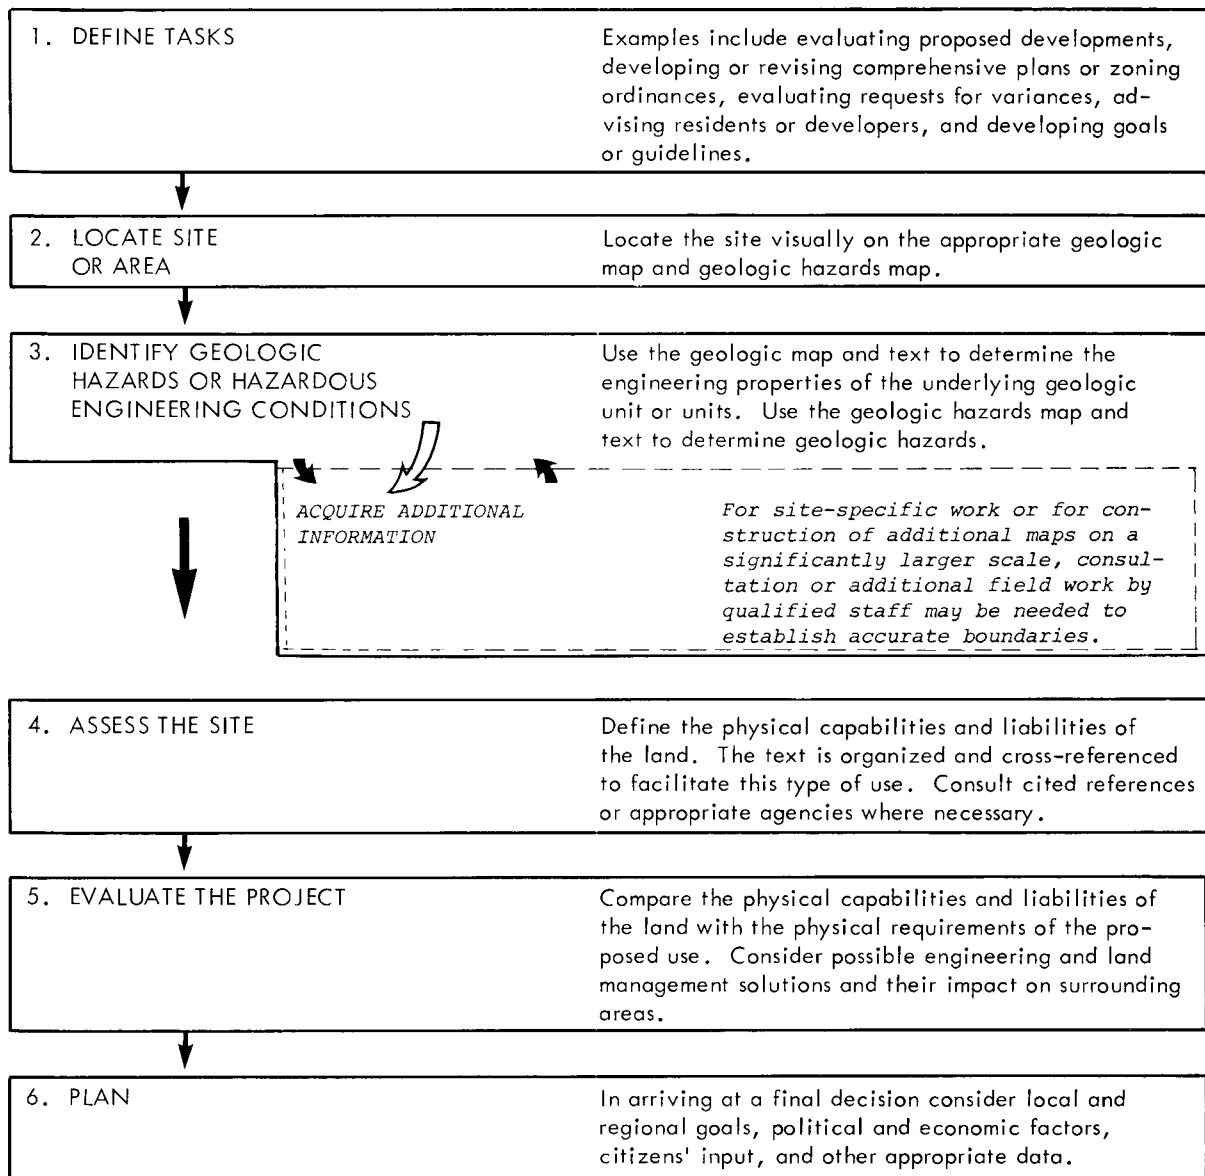 1. DEFINE TASKS
Examples include evaluating proposed developments,
developing or revising comprehensive plans or zoning
ordinances, evaluating requests for variances, ad-
vising residents or developers, and developing goals
or guidelines.
2. LOCATE SITE
OR AREA
Locate the site visually on the appropriate geologic
map and geologic hazards map.
3. IDENTIFY GEOLOGIC
HAZARDS OR HAZARDOUS
ENGINEERING CONDITIONS
Use the geologic map and text to determine the
engineering properties of the underlying geologic
unit or units. Use the geologic hazards map and
text to determine geologic hazards.
ACQUIRE ADDITIONAL
INFORMATION
For site-specific work or for con-
struction of additional maps on a
significantly larger scale, consul-
tation or additional field work by
qualified staff may be needed to
establish accurate boundaries.
4. ASSESS THE SITE
Define the physical capabilities and liabilities of
the land. The text is organized and cross-referenced
to facilitate this type of use. Consult cited references
or appropriate agencies where necessary.
5. EVALUATE THE PROJECT
Compare the physical capabilities and liabilities of
the land with the physical requirements of the pro-
posed use. Consider possible engineering and land
management solutions and their impact on surrounding
areas.
6. PLAN
In arriving at a final decision consider local and
regional goals, political and economic factors,
citizens' input, and other appropriate data.